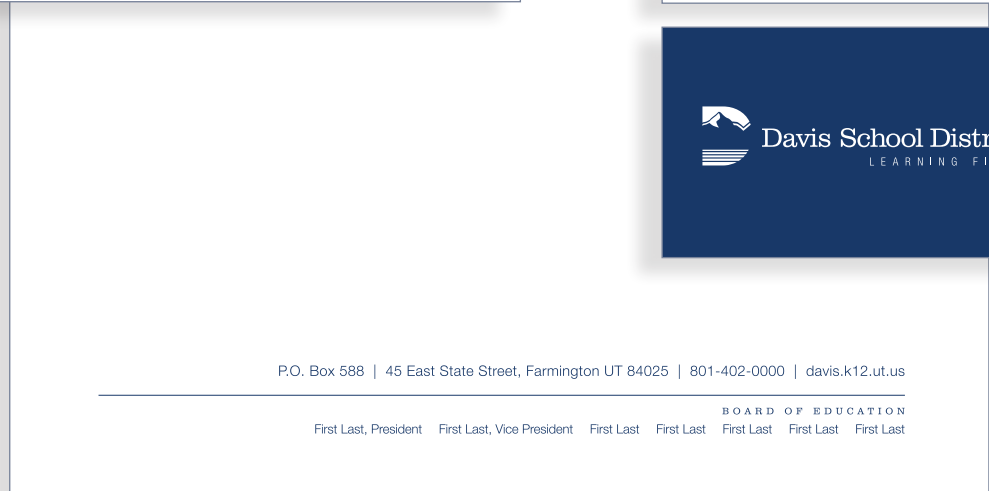 Davis School
LEARNING
P.O. Box 588 | 45 East State Street, Farmington UT 84025 | 801-402-0000 | davis.k12.ut.us
BOARD OF EDUCATION
First Last, President First Last, Vice President First Last First Last First Last First Last First Last